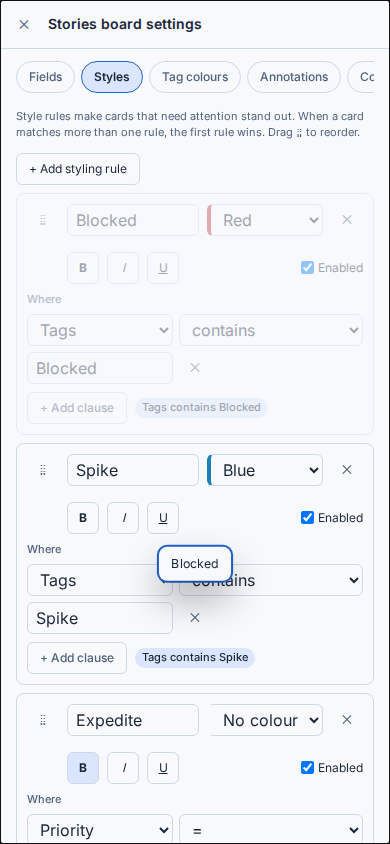 Stories board settings
Fields
Styles
Tag colours
Annotations
Style rules make cards that need attention stand out. When a card
matches more than one rule, the first rule wins. Drag ⣿ to reorder.
+ Add styling rule
Blocked
Red
B
I
U
Enabled
Where
Tags
contains
Blocked
+ Add clause
Tags contains Blocked
Spike
Blue
B
I
U
Enabled
Where
Blocked
Tags
contains
Spike
+ Add clause
Tags contains Spike
Expedite
No colour
B
I
U
Enabled
Where
Priority
=